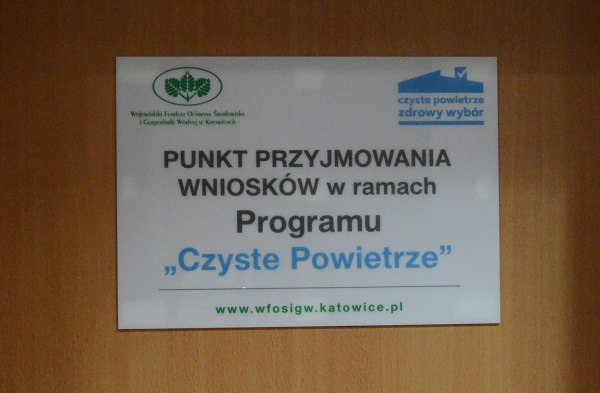 Wojewódzki Fundusz Ochrony Środowiska
i Gospodarki Wodnej w Katowicach
czyste powietrze
zdrowy wybór
PUNKT PRZYJMOWANIA
WNIOSKÓW w ramach
Programu
„Czyste Powietrze”
www.wfosigw.katowice.pl